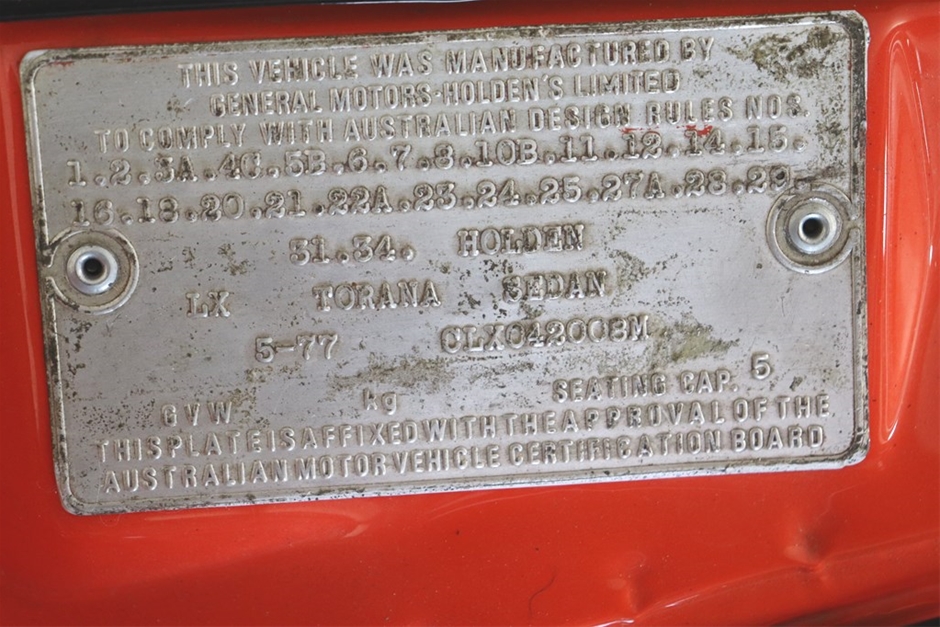 THIS VEHICLE WAS MANUFACTURED BY
GENERAL MOTORS-HOLDEN'S LIMITED
TO COMPLY WITH AUSTRALIAN DESIGN RULES NOS.
1.2.3A.4C.5B.6.7.8.10B.11.12.14.15.
16.18.20.21.22A.23.24.25.27A.28.29.
31.34. HOLDEN
LX TORANA SEDAN
5-77 CLX042008M
SEATING CAP. 5
GVW kg
THIS PLATE IS AFFIXED WITH THE APPROVAL OF THE
AUSTRALIAN MOTOR VEHICLE CERTIFICATION BOARD